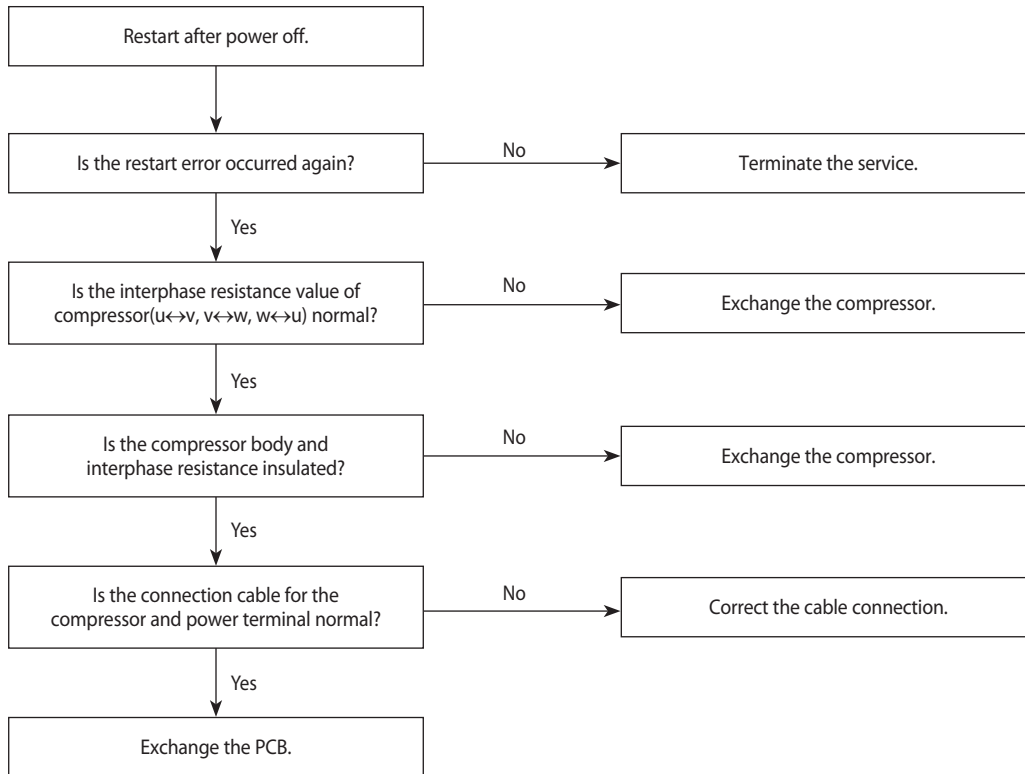 Restart after power off.
Is the restart error occurred again?
No
Terminate the service.
Yes
Is the interphase resistance value of
compressor(u↔v, v↔w, w↔u) normal?
No
Exchange the compressor.
Yes
Is the compressor body and
interphase resistance insulated?
No
Exchange the compressor.
Yes
Is the connection cable for the
compressor and power terminal normal?
No
Correct the cable connection.
Yes
Exchange the PCB.